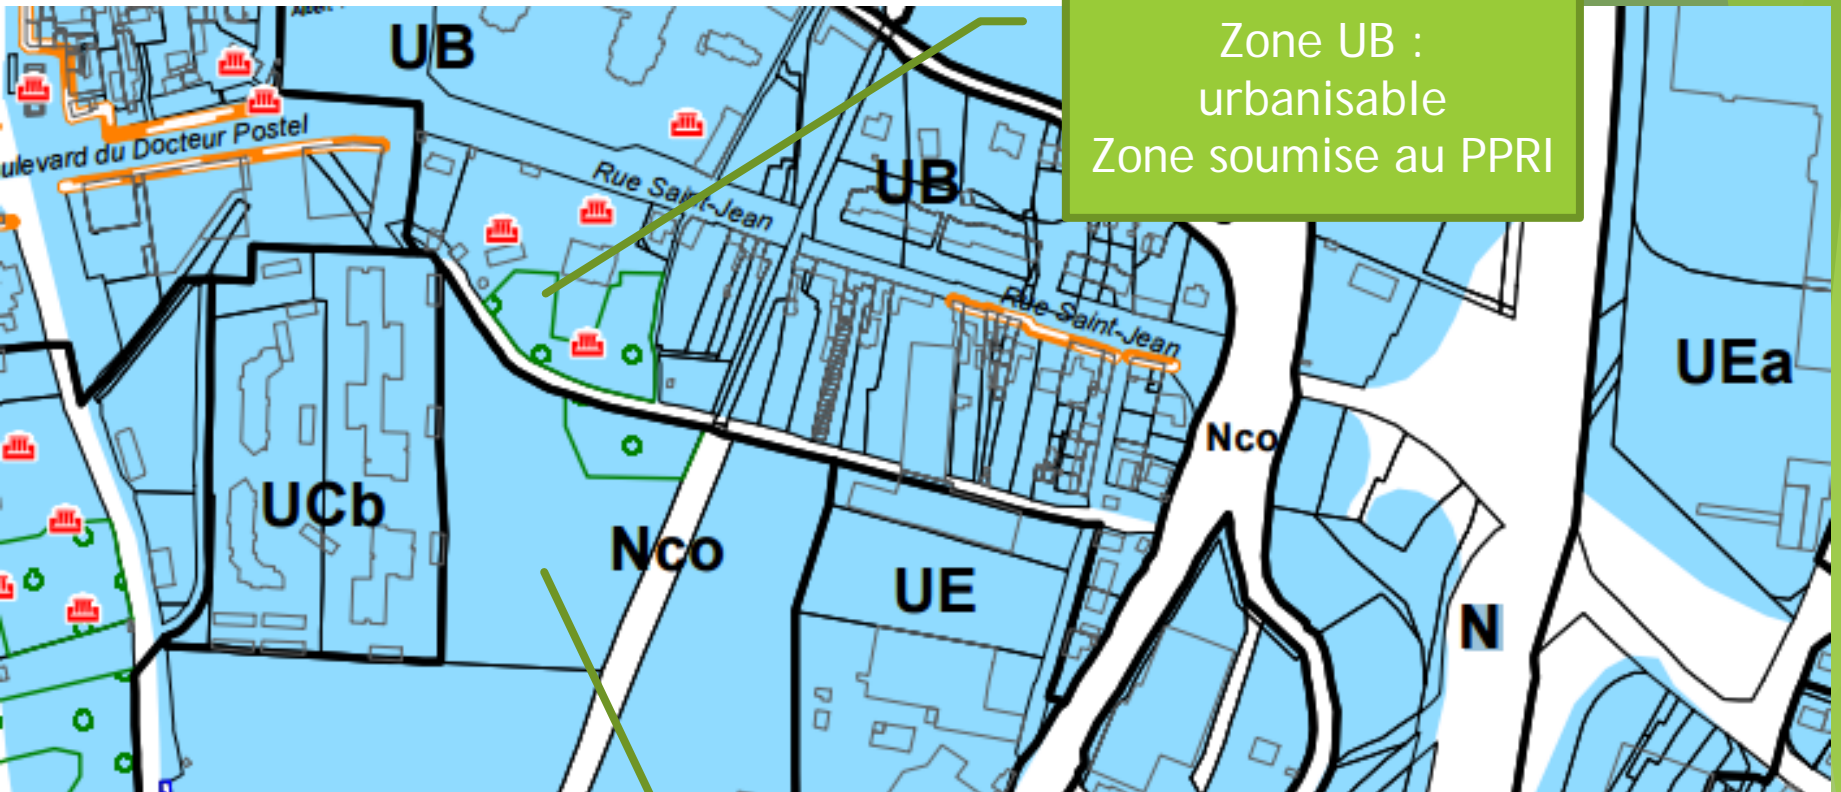 UB
Zone UB :
urbanisable
Zone soumise au PPRI
oulevard du Docteur Postel
Rue Saint-Jean
UB
Rue Saint-Jean
UEa
Nco
UCb
Nco
UE
N